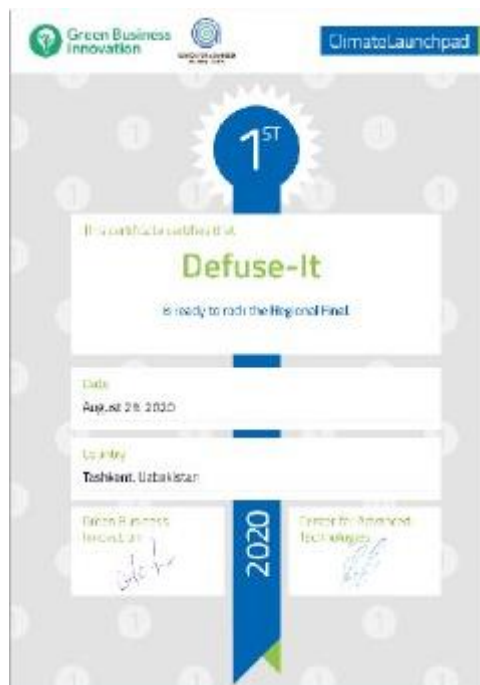 Green Business
Innovation
ClimateLaunchpad
1ST
This certificate certifies that
Defuse-It
is ready to rock the Regional Final.
Date
August 2020
Country
Tashkent, Uzbekistan
Green Business
Innovation
Center for Advanced
Technologies
2020